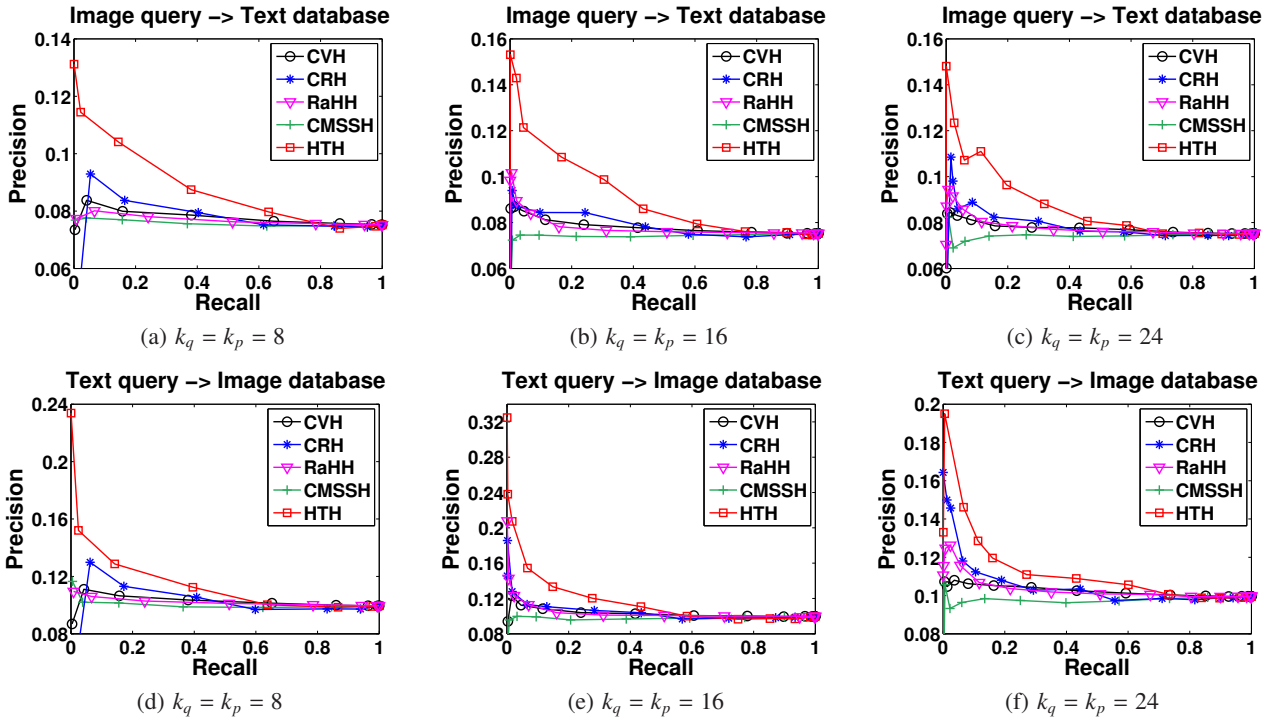 Image query −> Text database
Image query −> Text database
Image query −> Text database
Precision
0.14
0.12
0.1
0.08
0.06
0 0.2 0.4 0.6 0.8 1
Recall
CVH
CRH
RaHH
CMSSH
HTH
(a) k_q = k_p = 8
Precision
0.16
0.14
0.12
0.1
0.08
0.06
0 0.2 0.4 0.6 0.8 1
Recall
CVH
CRH
RaHH
CMSSH
HTH
(b) k_q = k_p = 16
Precision
0.16
0.14
0.12
0.1
0.08
0.06
0 0.2 0.4 0.6 0.8 1
Recall
CVH
CRH
RaHH
CMSSH
HTH
(c) k_q = k_p = 24
Text query −> Image database
Text query −> Image database
Text query −> Image database
Precision
0.24
0.2
0.16
0.12
0.08
0 0.2 0.4 0.6 0.8 1
Recall
CVH
CRH
RaHH
CMSSH
HTH
(d) k_q = k_p = 8
Precision
0.32
0.28
0.24
0.2
0.16
0.12
0.08
0 0.2 0.4 0.6 0.8 1
Recall
CVH
CRH
RaHH
CMSSH
HTH
(e) k_q = k_p = 16
Precision
0.2
0.18
0.16
0.14
0.12
0.1
0.08
0 0.2 0.4 0.6 0.8 1
Recall
CVH
CRH
RaHH
CMSSH
HTH
(f) k_q = k_p = 24